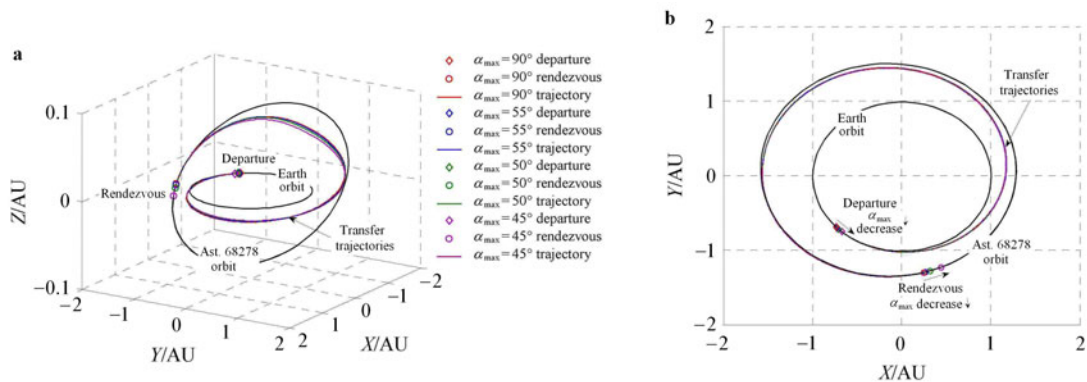 a
Z/AU
0.1
0
-0.1
-2
-1
0
1
2
Y/AU
2
1
0
-1
-2
X/AU
Departure
Earth
orbit
Rendezvous
Transfer
trajectories
Ast. 68278
orbit
α_max = 90° departure
α_max = 90° rendezvous
α_max = 90° trajectory
α_max = 55° departure
α_max = 55° rendezvous
α_max = 55° trajectory
α_max = 50° departure
α_max = 50° rendezvous
α_max = 50° trajectory
α_max = 45° departure
α_max = 45° rendezvous
α_max = 45° trajectory
b
Y/AU
2
1
0
-1
-2
-2
-1
0
1
2
X/AU
Transfer
trajectories
Earth
orbit
Departure
α_max
decrease
Ast. 68278
orbit
Rendezvous
α_max decrease